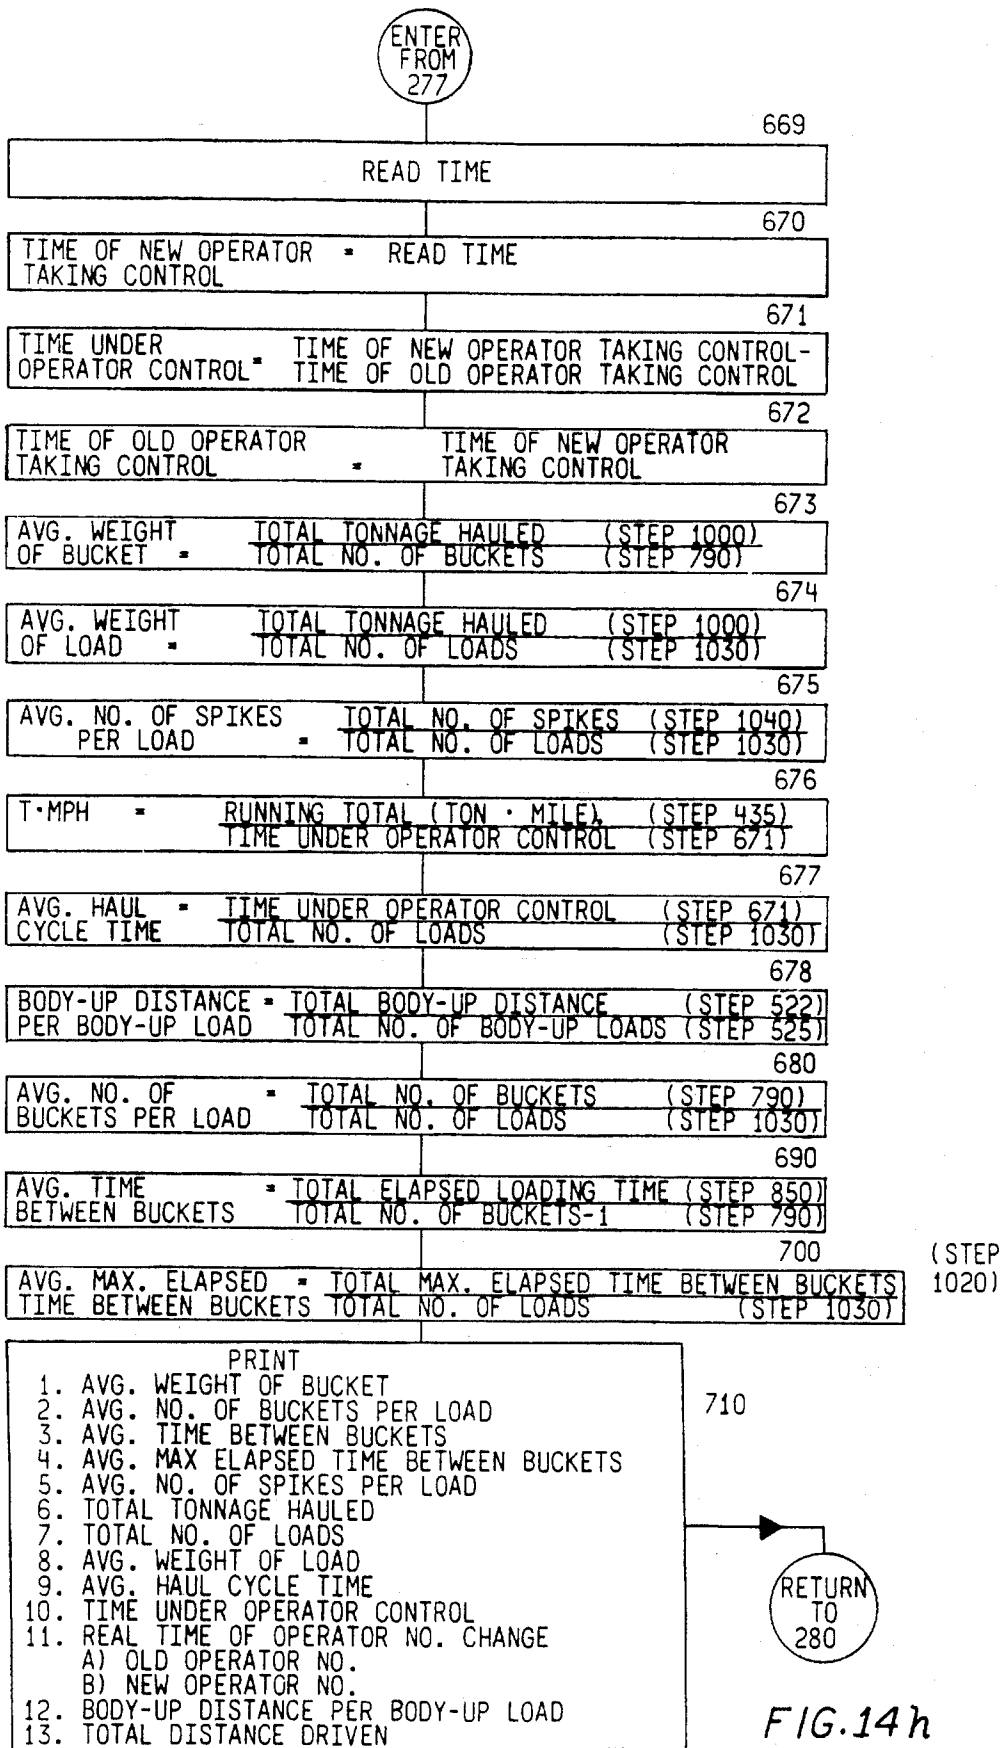 ENTER
FROM
277
669
READ TIME
670
TIME OF NEW OPERATOR = READ TIME
TAKING CONTROL
671
TIME UNDER TIME OF NEW OPERATOR TAKING CONTROL-
OPERATOR CONTROL= TIME OF OLD OPERATOR TAKING CONTROL
672
TIME OF OLD OPERATOR TIME OF NEW OPERATOR
TAKING CONTROL = TAKING CONTROL
673
AVG. WEIGHT TOTAL TONNAGE HAULED (STEP 1000)
OF BUCKET = TOTAL NO. OF BUCKETS (STEP 790)
674
AVG. WEIGHT TOTAL TONNAGE HAULED (STEP 1000)
OF LOAD = TOTAL NO. OF LOADS (STEP 1030)
675
AVG. NO. OF SPIKES TOTAL NO. OF SPIKES (STEP 1040)
PER LOAD = TOTAL NO. OF LOADS (STEP 1030)
676
T·MPH = RUNNING TOTAL (TON · MILE) (STEP 435)
TIME UNDER OPERATOR CONTROL (STEP 671)
677
AVG. HAUL = TIME UNDER OPERATOR CONTROL (STEP 671)
CYCLE TIME TOTAL NO. OF LOADS (STEP 1030)
678
BODY-UP DISTANCE = TOTAL BODY-UP DISTANCE (STEP 522)
PER BODY-UP LOAD TOTAL NO. OF BODY-UP LOADS (STEP 525)
680
AVG. NO. OF = TOTAL NO. OF BUCKETS (STEP 790)
BUCKETS PER LOAD TOTAL NO. OF LOADS (STEP 1030)
690
AVG. TIME = TOTAL ELAPSED LOADING TIME (STEP 850)
BETWEEN BUCKETS TOTAL NO. OF BUCKETS-1 (STEP 790)
700 (STEP
AVG. MAX. ELAPSED = TOTAL MAX. ELAPSED TIME BETWEEN BUCKETS 1020)
TIME BETWEEN BUCKETS TOTAL NO. OF LOADS (STEP 1030)
PRINT
1. AVG. WEIGHT OF BUCKET
2. AVG. NO. OF BUCKETS PER LOAD
3. AVG. TIME BETWEEN BUCKETS
4. AVG. MAX ELAPSED TIME BETWEEN BUCKETS
5. AVG. NO. OF SPIKES PER LOAD
6. TOTAL TONNAGE HAULED
7. TOTAL NO. OF LOADS
8. AVG. WEIGHT OF LOAD
9. AVG. HAUL CYCLE TIME
10. TIME UNDER OPERATOR CONTROL
11. REAL TIME OF OPERATOR NO. CHANGE
A) OLD OPERATOR NO.
B) NEW OPERATOR NO.
12. BODY-UP DISTANCE PER BODY-UP LOAD
13. TOTAL DISTANCE DRIVEN
710
RETURN
TO
280
FIG.14h